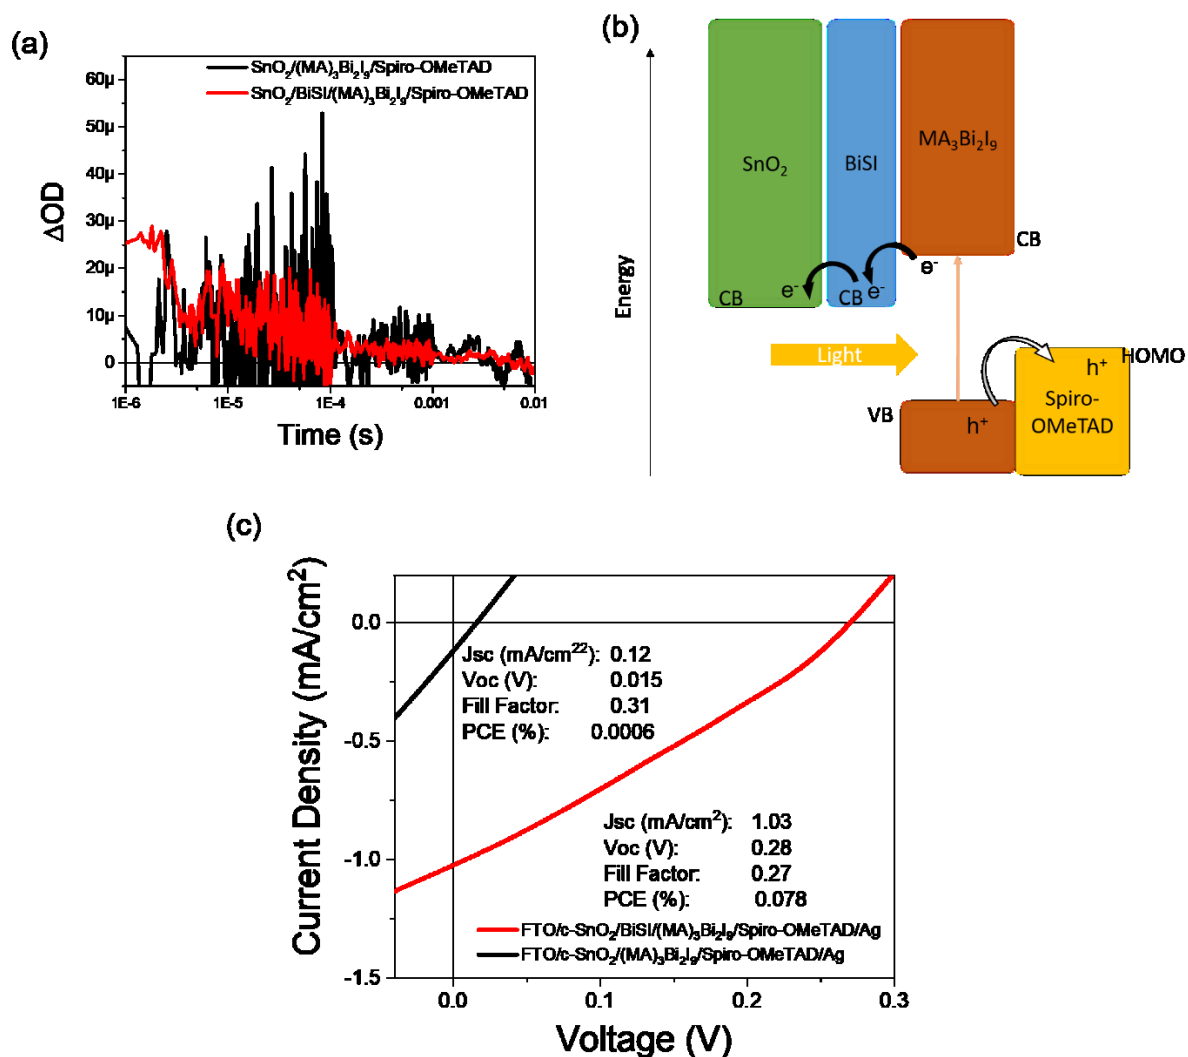 (a)
SnO₂/(MA)₃Bi₂I₉/Spiro-OMeTAD
SnO₂/BiSI/(MA)₃Bi₂I₉/Spiro-OMeTAD
60µ
50µ
40µ
30µ
20µ
10µ
0
ΔOD
1E-6 1E-5 1E-4 0.001 0.01
Time (s)
(b)
Energy
SnO₂
BiSI
MA₃Bi₂I₉
CB
e⁻
e⁻ CB e⁻
CB
Light
HOMO
h⁺
Spiro-
OMeTAD
VB
h⁺
(c)
Current Density (mA/cm²)
0.0
-0.5
-1.0
-1.5
Jsc (mA/cm²²): 0.12
Voc (V): 0.015
Fill Factor: 0.31
PCE (%): 0.0006
Jsc (mA/cm²): 1.03
Voc (V): 0.28
Fill Factor: 0.27
PCE (%): 0.078
FTO/c-SnO₂/BiSI/(MA)₃Bi₂I₉/Spiro-OMeTAD/Ag
FTO/c-SnO₂/(MA)₃Bi₂I₉/Spiro-OMeTAD/Ag
0.0 0.1 0.2 0.3
Voltage (V)